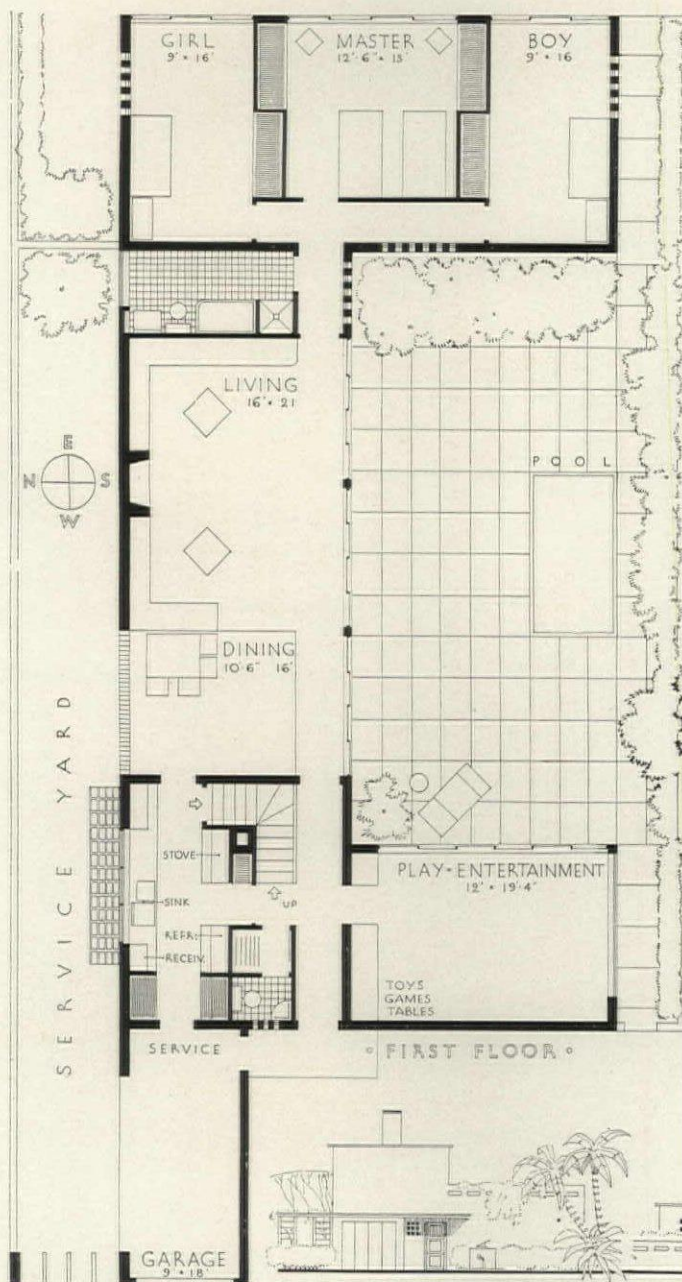 GIRL
9' × 16'
MASTER
12'·6" × 13'
BOY
9' × 16
LIVING
16' × 21
E
N S
W
POOL
DINING
10'·6" 16'
SERVICE YARD
STOVE
SINK
UP
REFR.
RECEIV.
PLAY-ENTERTAINMENT
12' × 19'·4"
TOYS
GAMES
TABLES
SERVICE
° FIRST FLOOR °
GARAGE
9' × 18'